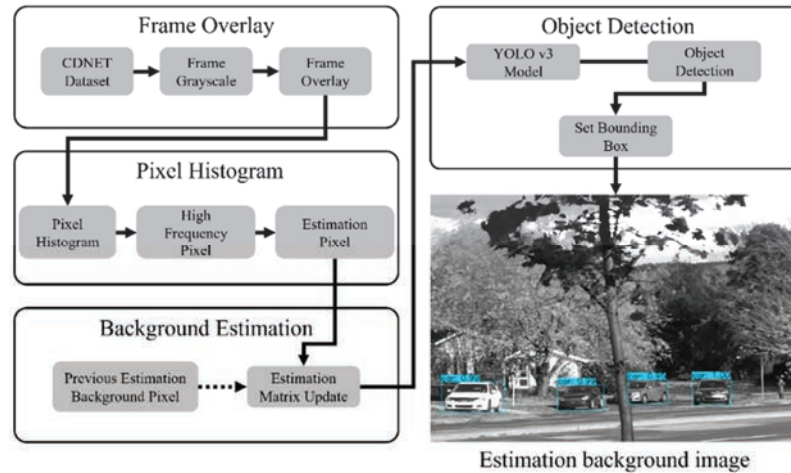 Frame Overlay
CDNET
Dataset
Frame
Grayscale
Frame
Overlay
Pixel Histogram
Pixel
Histogram
High
Frequency
Pixel
Estimation
Pixel
Background Estimation
Previous Estimation
Background Pixel
Estimation
Matrix Update
Object Detection
YOLO v3
Model
Object
Detection
Set Bounding
Box
Estimation background image